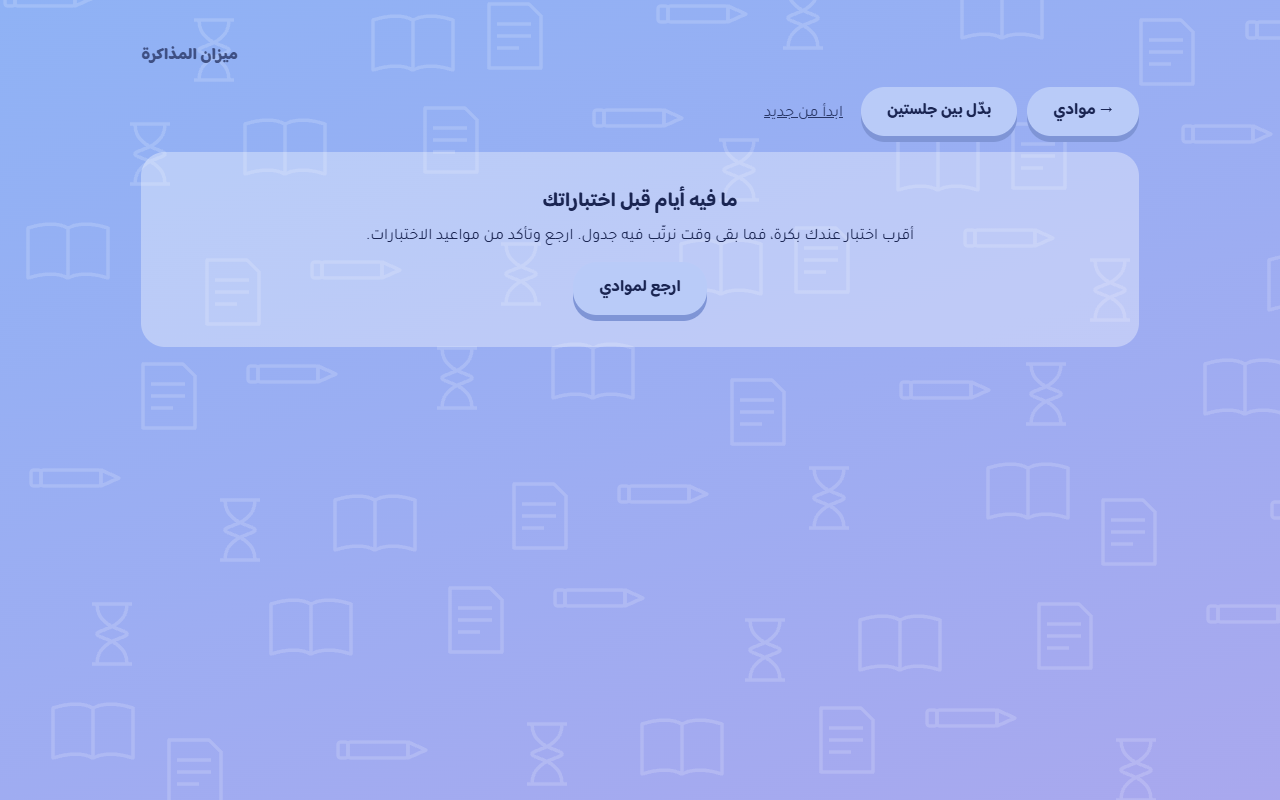 ميزان المذاكرة
→ موادي
بدّل بين جلستين
ابدأ من جديد
ما فيه أيام قبل اختباراتك
أقرب اختبار عندك بكرة، فما بقى وقت نرتّب فيه جدول. ارجع وتأكد من مواعيد الاختبارات.
ارجع لموادي